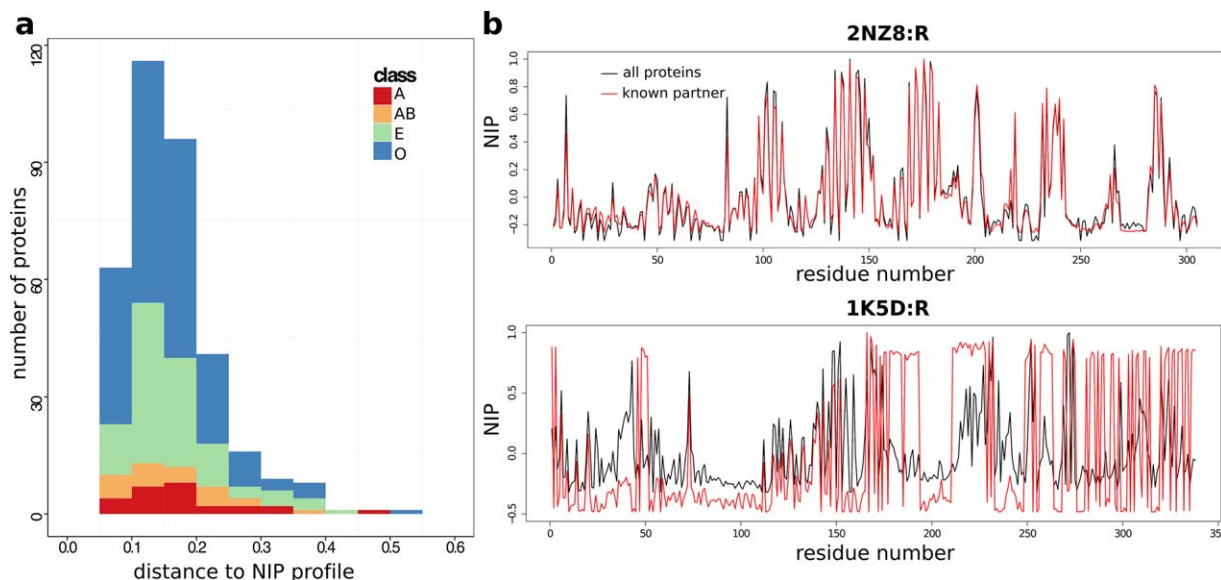 a
number of proteins
120
90
60
30
0
class
A
AB
E
O
0.0 0.1 0.2 0.3 0.4 0.5 0.6
distance to NIP profile
b
2NZ8:R
NIP
1.0
0.8
0.6
0.4
0.2
0.0
-0.2
all proteins
known partner
0 50 100 150 200 250 300
residue number
1K5D:R
NIP
1.0
0.5
0.0
-0.5
0 50 100 150 200 250 300
residue number